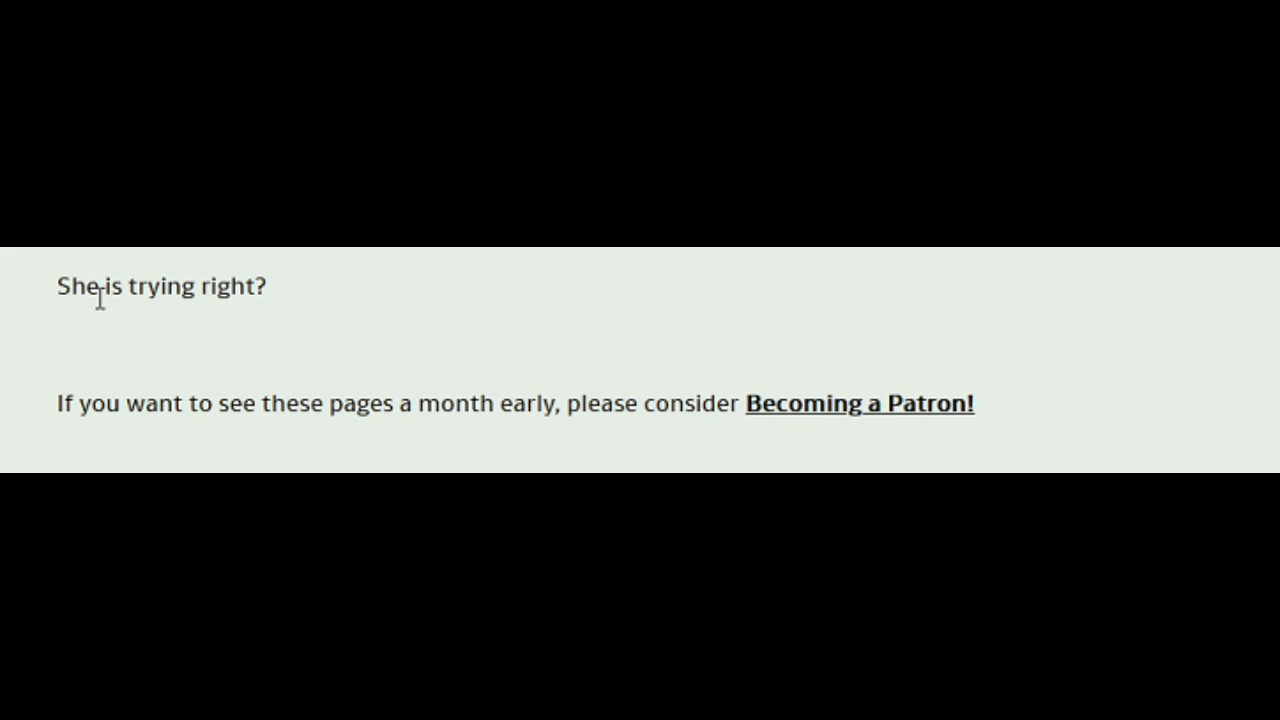 She is trying right?
If you want to see these pages a month early, please consider Becoming a Patron!